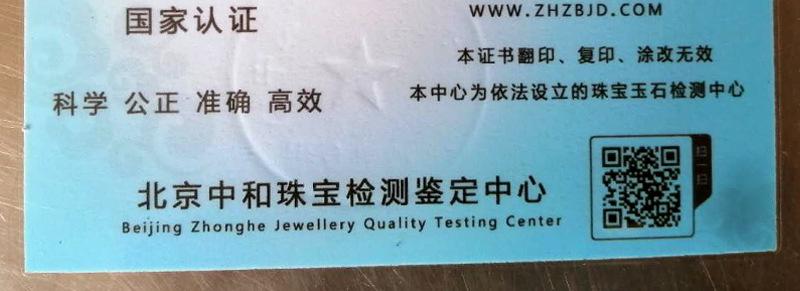 国家认证
WWW.ZHZBJD.COM
本证书翻印、复印、涂改无效
科学 公正 准确 高效
本中心为依法设立的珠宝玉石检测中心
北京中和珠宝检测鉴定中心
Beijing Zhonghe Jewellery Quality Testing Center
扫一扫